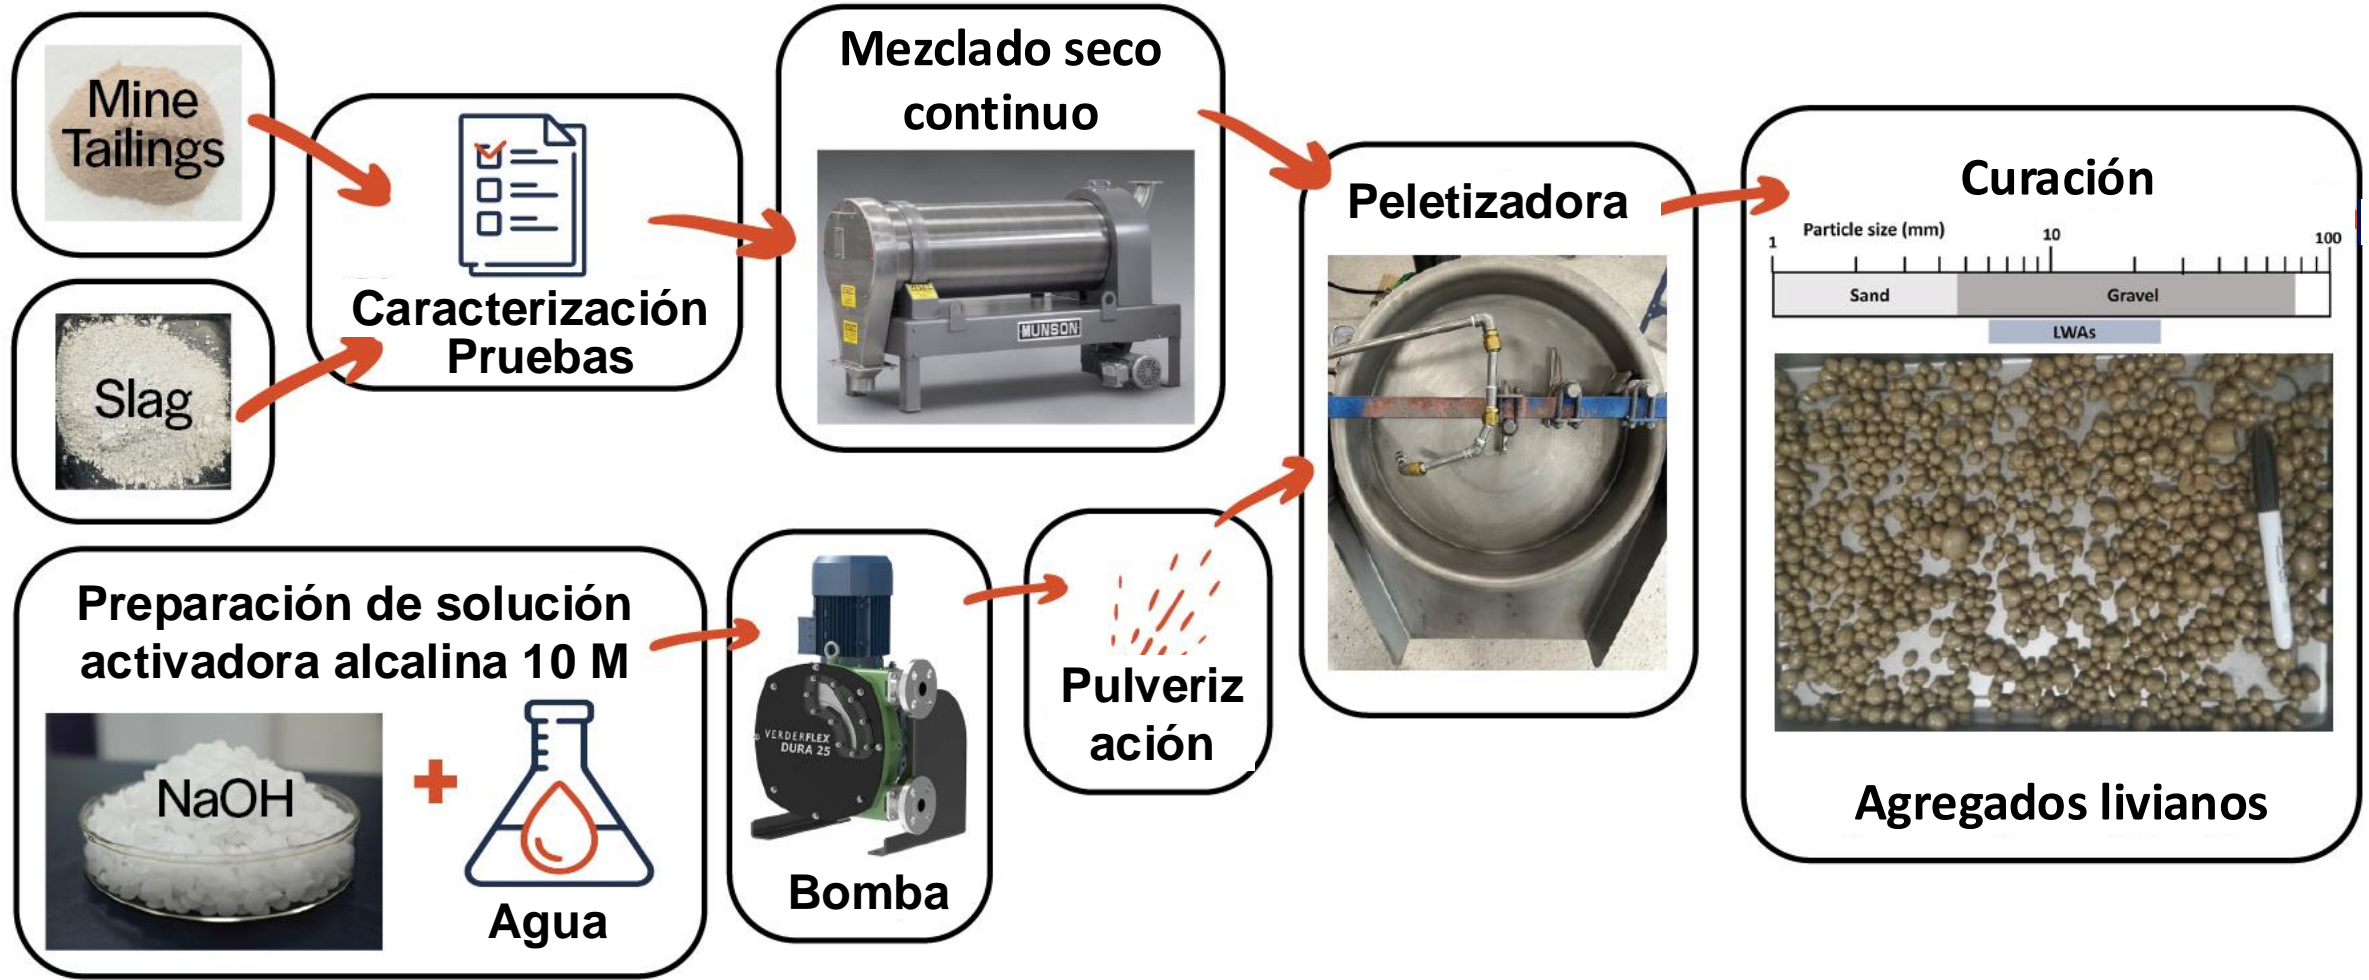 Mine
Tailings
Slag
Caracterización
Pruebas
Mezclado seco
continuo
MUNSON
Preparación de solución
activadora alcalina 10 M
NaOH
+
Agua
VERDERFLEX
DURA 25
Bomba
Pulveriz
ación
Peletizadora
Curación
Particle size (mm)
1
10
100
Sand
Gravel
LWAs
Agregados livianos